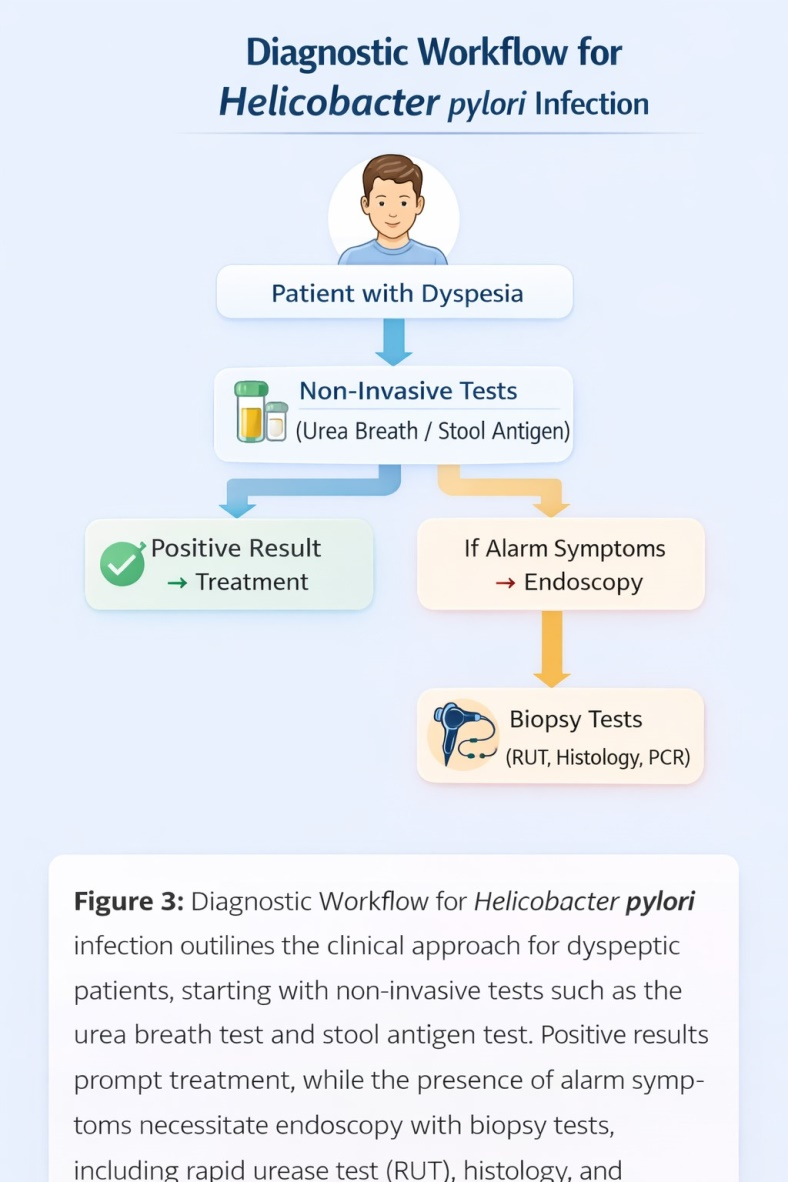 Diagnostic Workflow for
Helicobacter pylori Infection
Patient with Dyspesia
Non-Invasive Tests
(Urea Breath / Stool Antigen)
Positive Result
→ Treatment
If Alarm Symptoms
→ Endoscopy
Biopsy Tests
(RUT, Histology, PCR)
Figure 3: Diagnostic Workflow for Helicobacter pylori
infection outilines the clinical approach for dyspeptic
patients, starting with non-invasive tests such as the
urea breath test and stool antigen test. Positive results
prompt treatment, while the presence of alarm symp-
toms necessitate endoscopy with biopsy tests,
including rapid urease test (RUT), histology, and